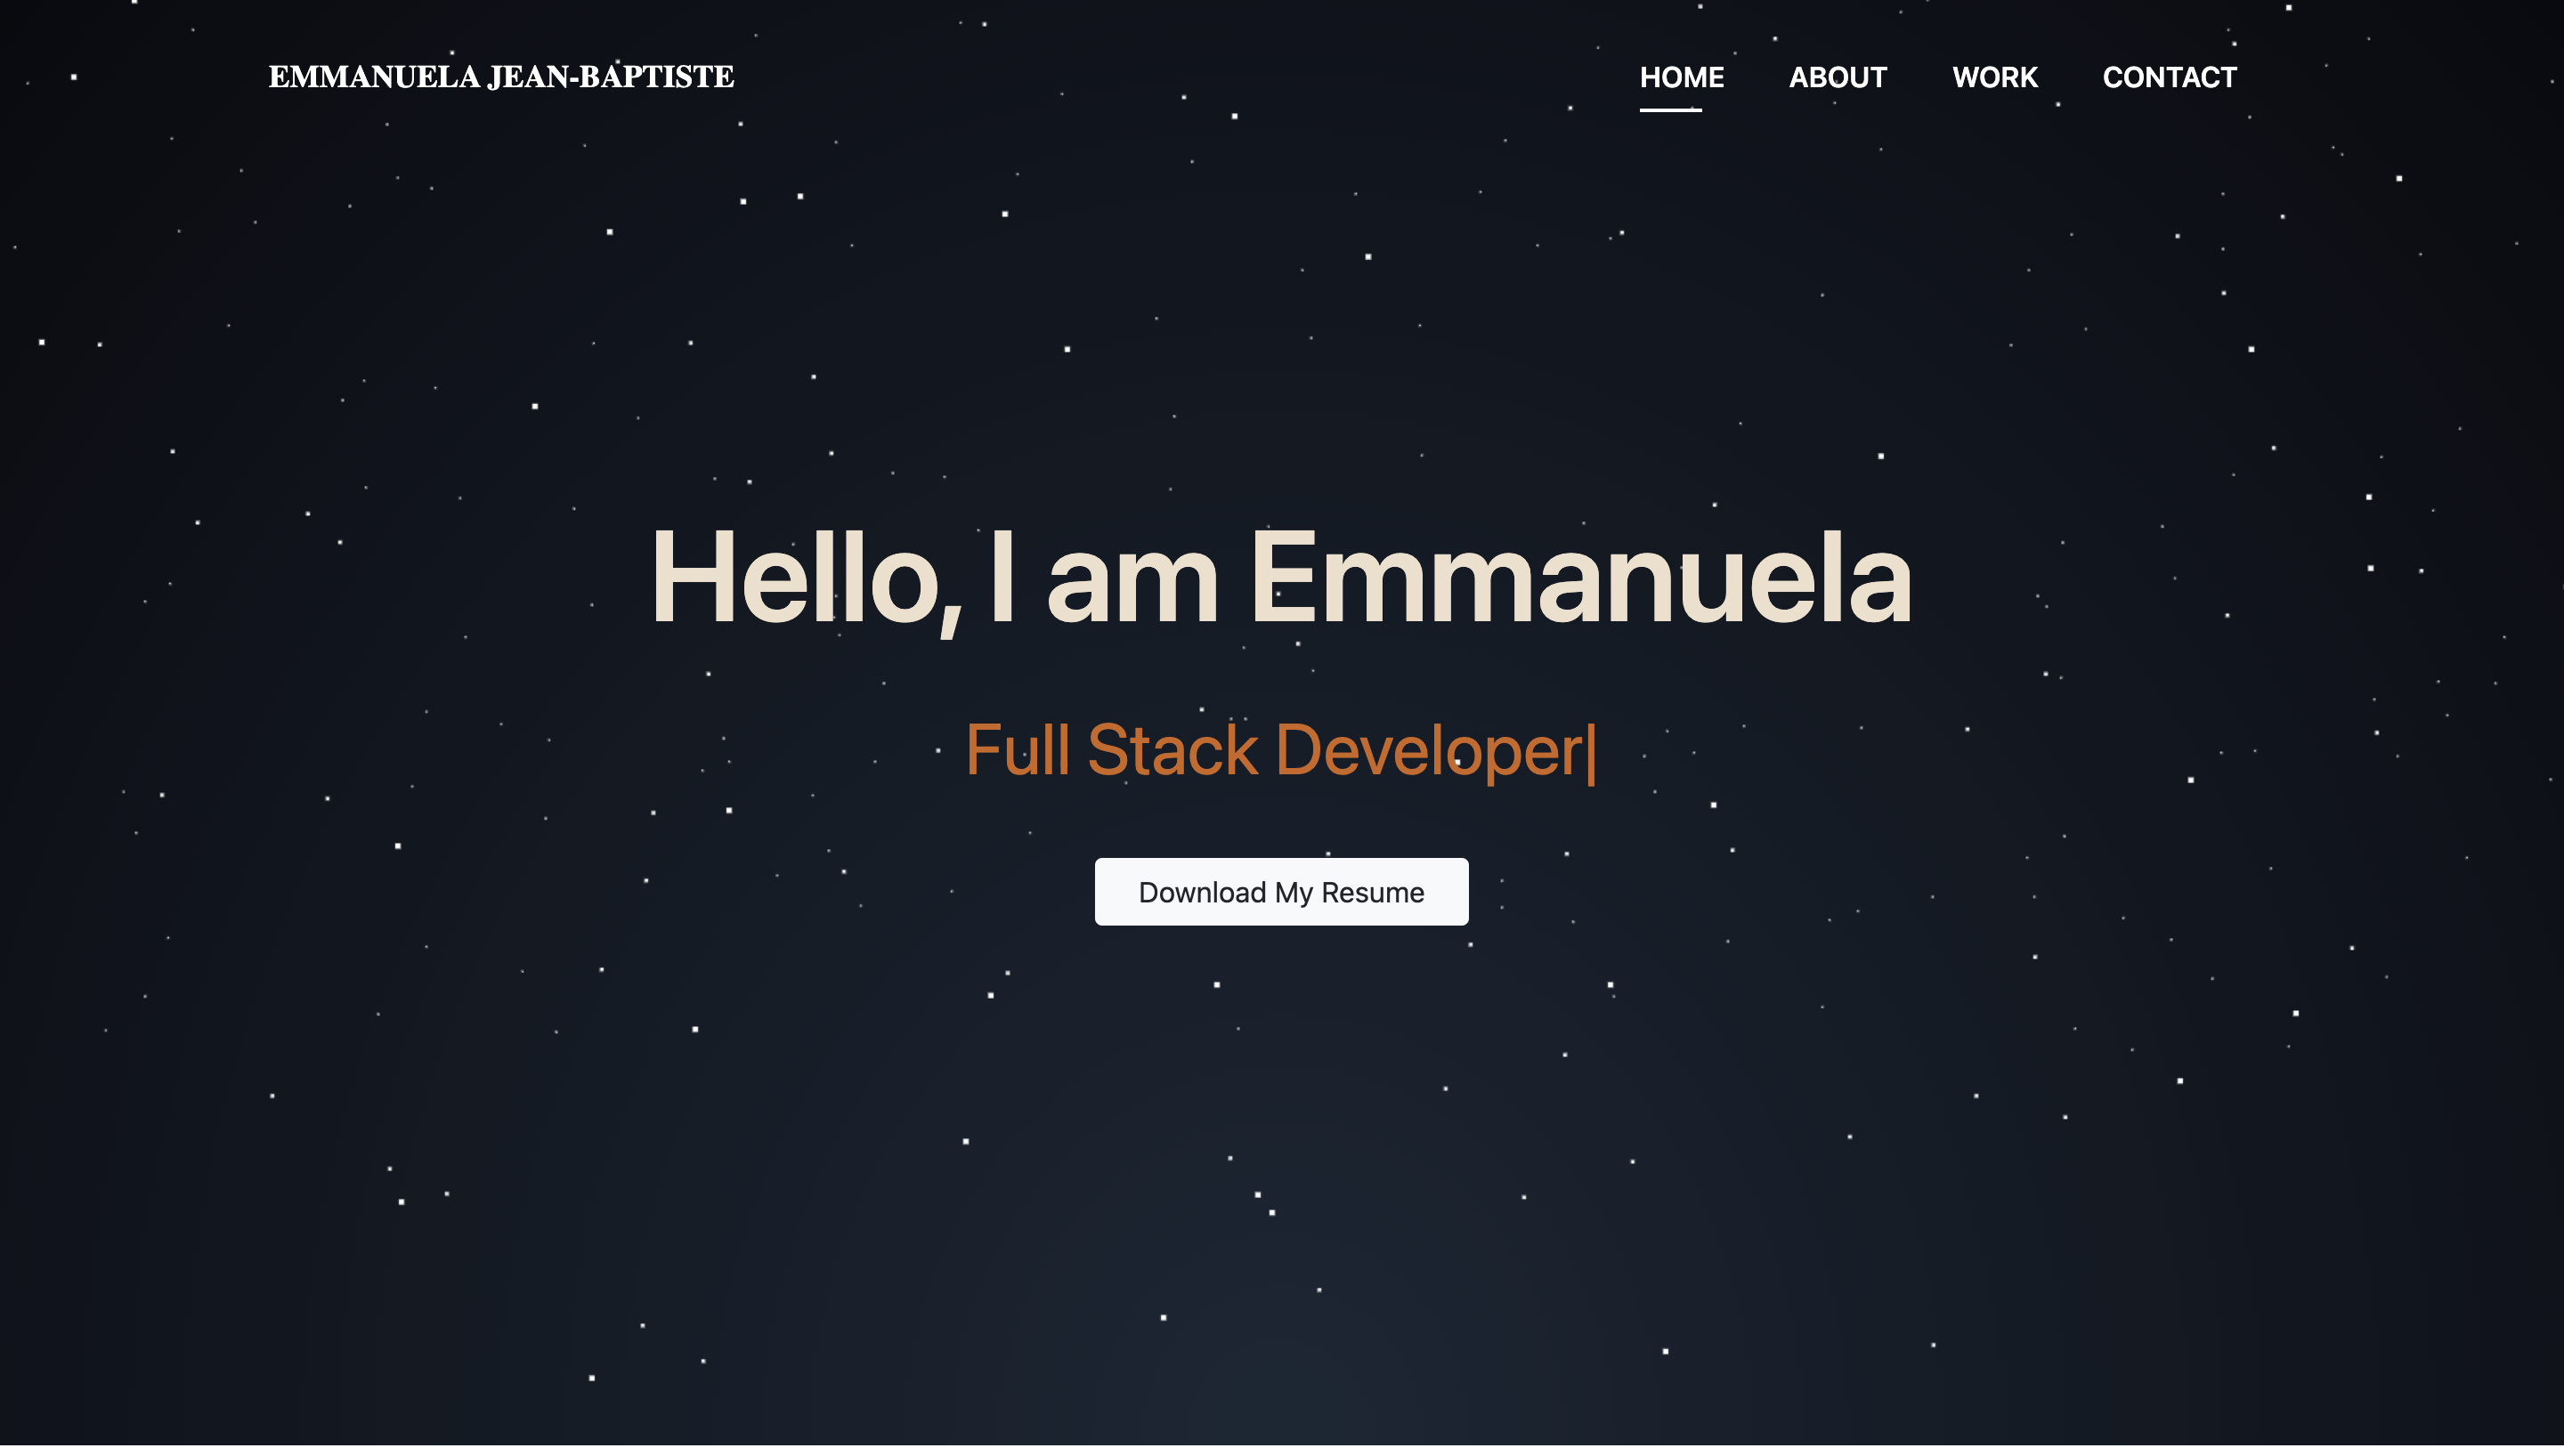 EMMANUELA JEAN-BAPTISTE
HOME ABOUT WORK CONTACT
Hello, I am Emmanuela
Full Stack Developer|
Download My Resume